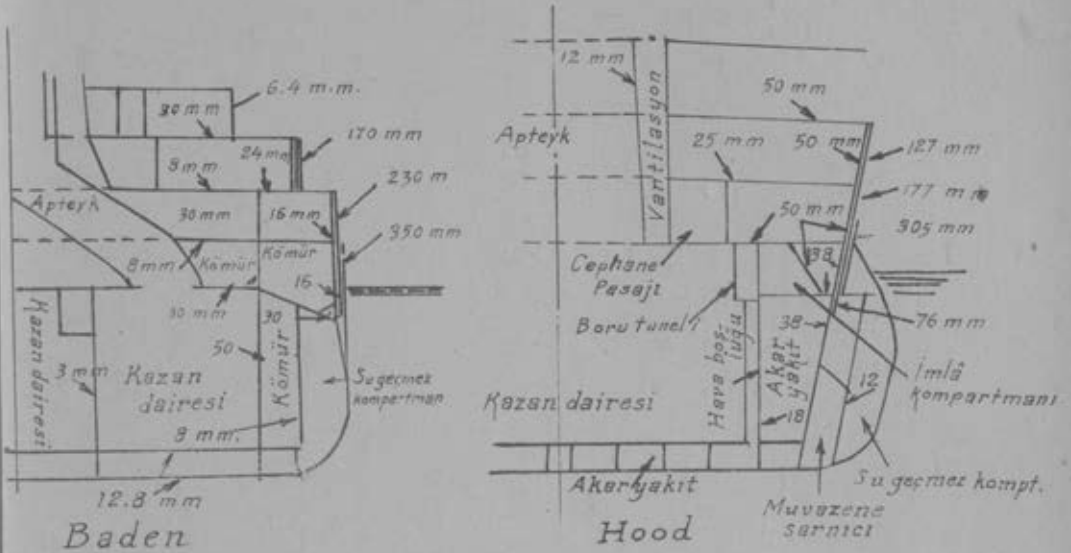 6.4 m.m.
30 mm
170 mm
24 mm
8 mm
230 m
Apteyk
30 mm
16 mm
350 mm
Kömür
8 mm
Kömür
16
30 mm
30
Kazan dairesi
50
Kömür
3 mm
Kazan
dairesi
Su geçmez
kompartman
8 mm.
12.8 mm
Baden
12 mm
Vantilasyon
50 mm
Apteyk
50 mm
127 mm
25 mm
177 mm
50 mm
305 mm
Cephane
Pasajı
38
Boru tuneli
38
76 mm
Hava boş-
luğu
Akar
yakıt
İmlâ
kompartmanı
12
Kazan dairesi
18
Su geçmez kompt.
Akaryakıt
Muvazene
sarnıcı
Hood